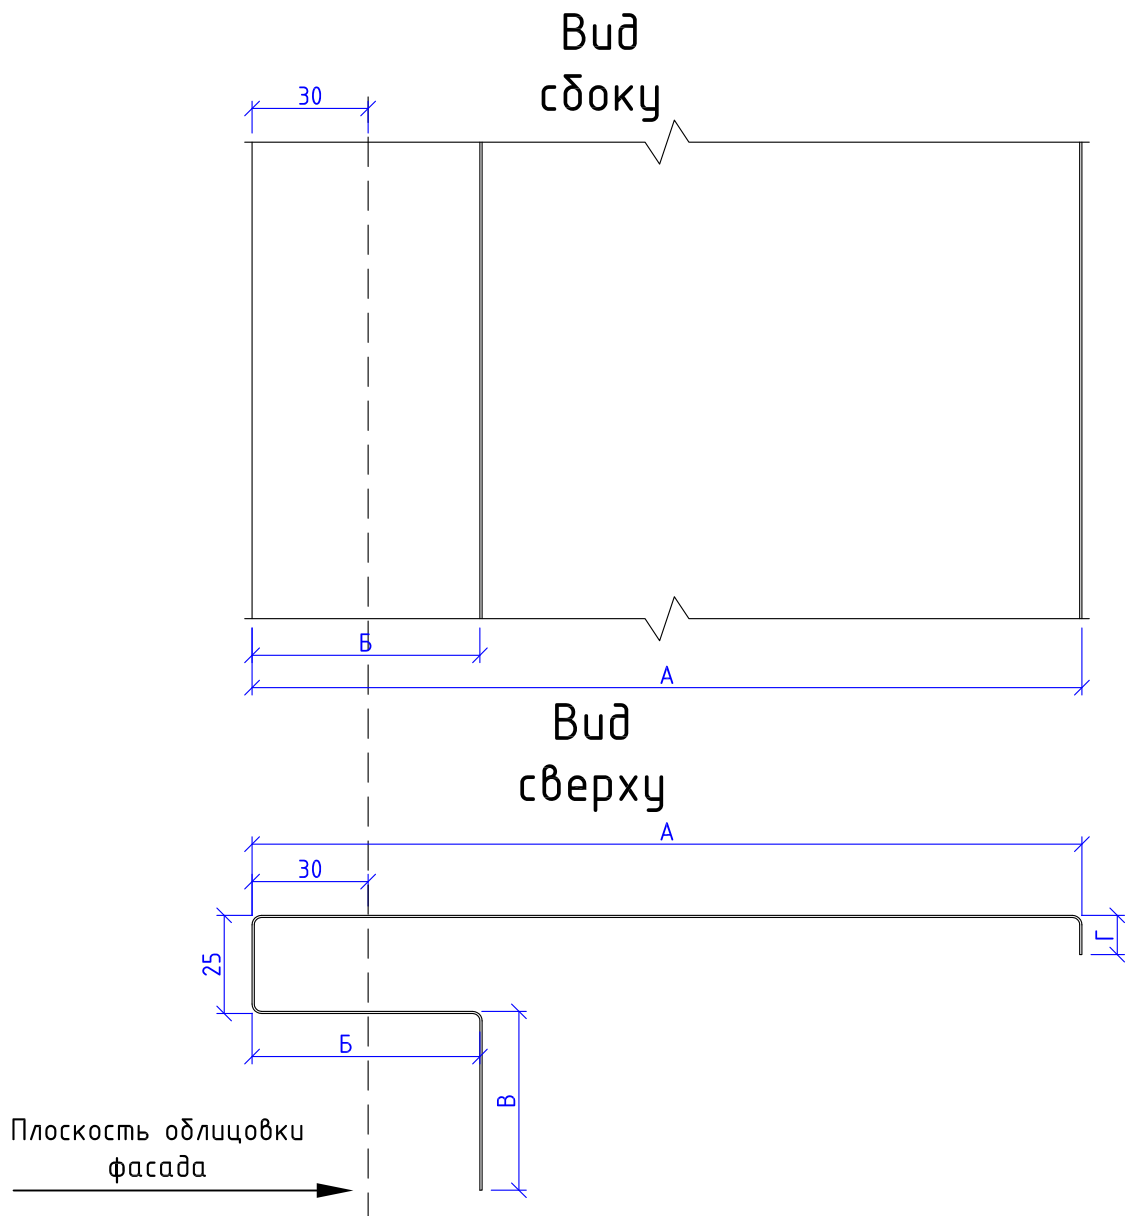 Вид
сбоку
30
Б
А
Вид
сверху
А
30
25
Г
Б
В
Плоскость облицовки
фасада